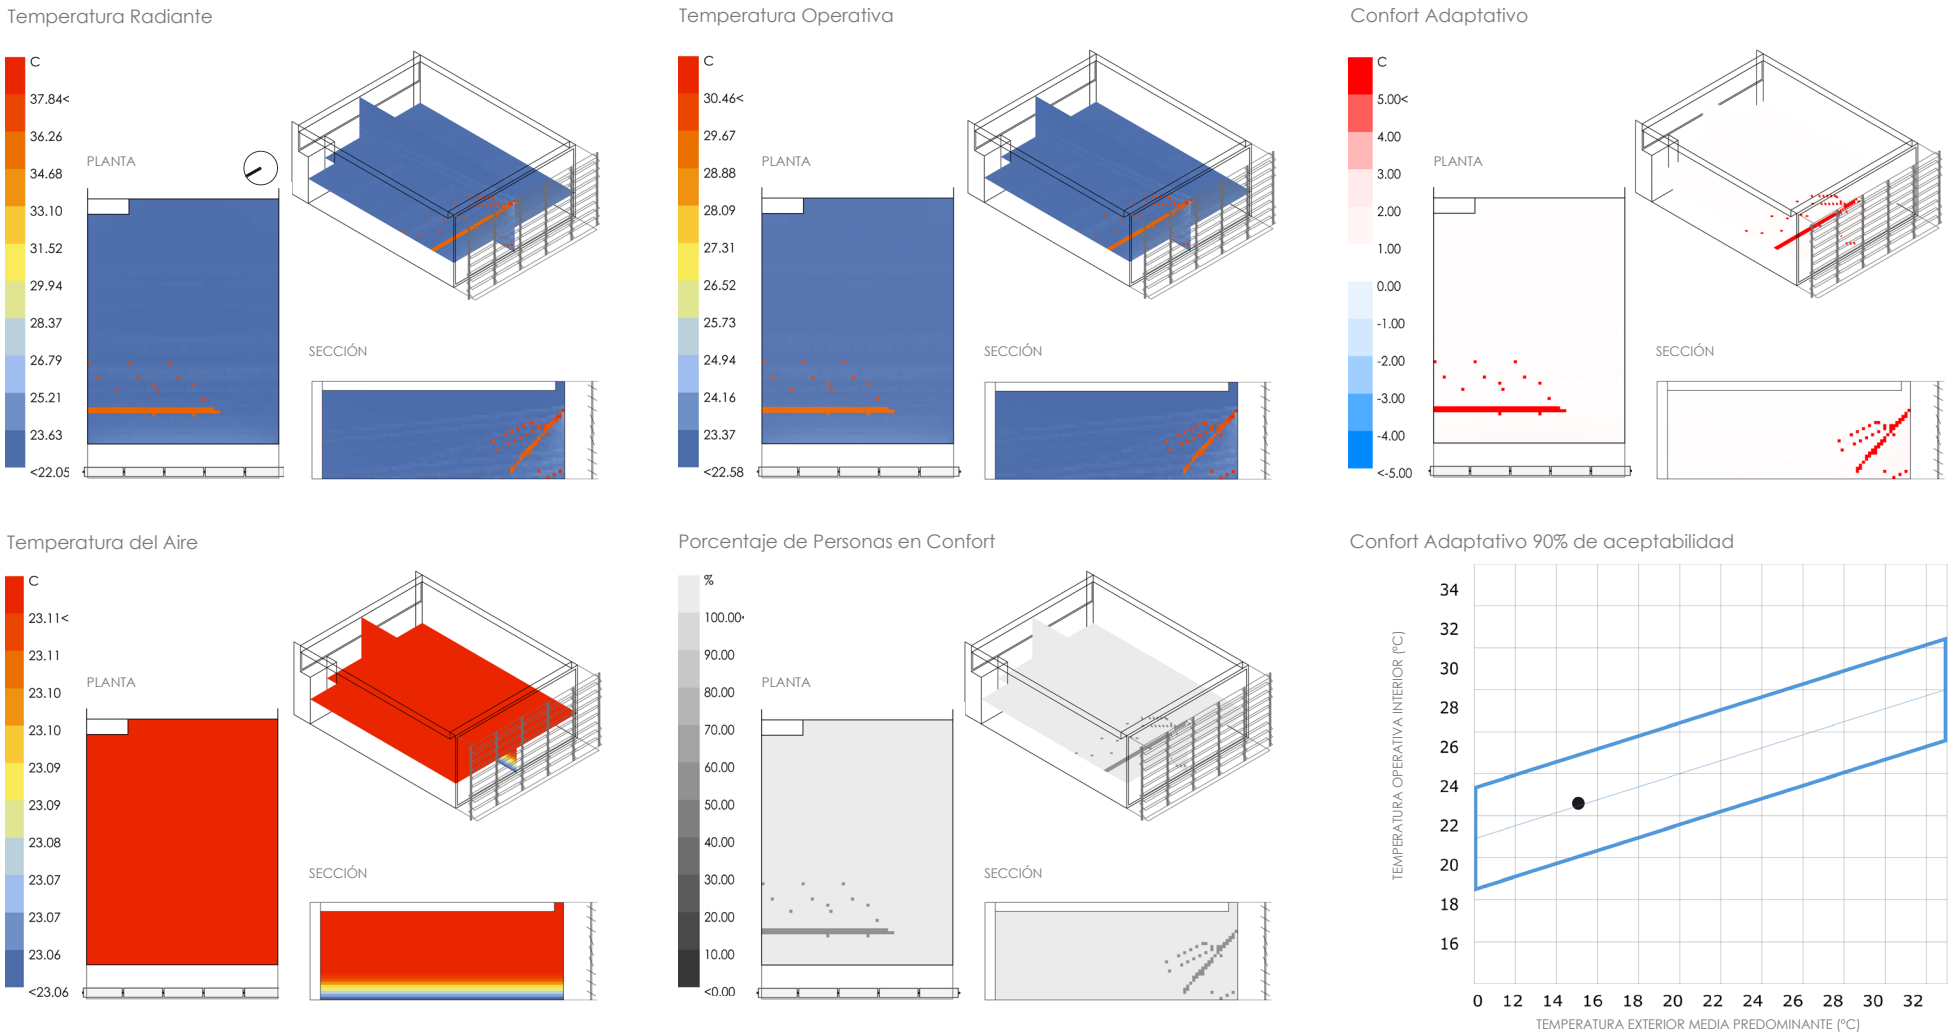 Temperatura Radiante
C
37.84<
36.26
34.68
33.10
31.52
29.94
28.37
26.79
25.21
23.63
<22.05
PLANTA
SECCIÓN
Temperatura Operativa
C
30.46<
29.67
28.88
28.09
27.31
26.52
25.73
24.94
24.16
23.37
<22.58
PLANTA
SECCIÓN
Confort Adaptativo
C
5.00<
4.00
3.00
2.00
1.00
0.00
-1.00
-2.00
-3.00
-4.00
<-5.00
PLANTA
SECCIÓN
Temperatura del Aire
C
23.11<
23.11
23.10
23.10
23.09
23.09
23.08
23.07
23.07
23.06
<23.06
PLANTA
SECCIÓN
Porcentaje de Personas en Confort
%
100.00<
90.00
80.00
70.00
60.00
50.00
40.00
30.00
20.00
10.00
<0.00
PLANTA
SECCIÓN
Confort Adaptativo 90% de aceptabilidad
TEMPERATURA OPERATIVA INTERIOR (°C)
34
32
30
28
26
24
22
20
18
16
0 12 14 16 18 20 22 24 26 28 30 32
TEMPERATURA EXTERIOR MEDIA PREDOMINANTE (°C)